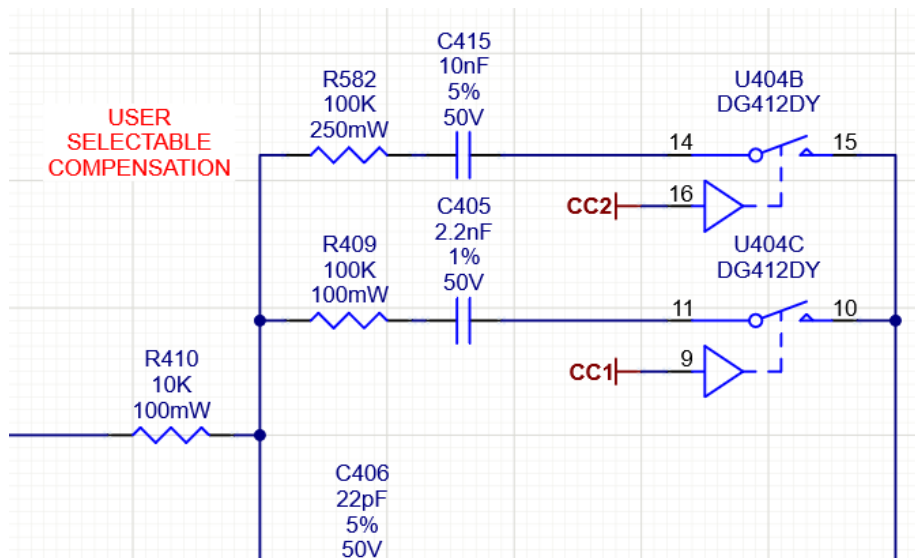 C415
10nF
5%
50V
R582
100K
250mW
U404B
DG412DY
USER
SELECTABLE
COMPENSATION
14
15
CC2
16
C405
2.2nF
1%
50V
R409
100K
100mW
U404C
DG412DY
11
10
CC1
9
R410
10K
100mW
C406
22pF
5%
50V